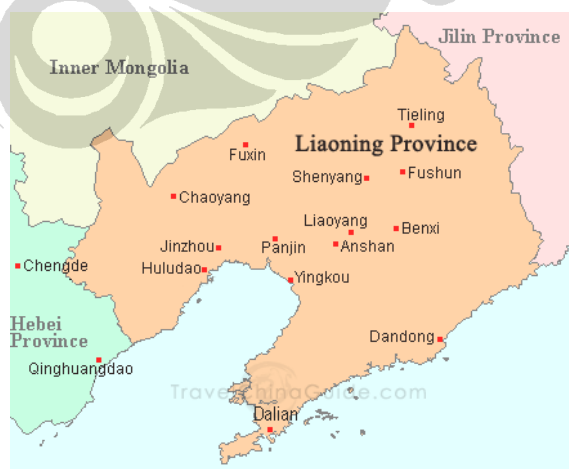 Jilin Province
Inner Mongolia
Tieling
Liaoning Province
Fuxin
Shenyang
Fushun
Chaoyang
Liaoyang
Benxi
Jinzhou
Panjin
Anshan
Chengde
Huludao
Yingkou
Hebei
Province
Dandong
Qinghuangdao
TravelChinaGuide.com
Dalian